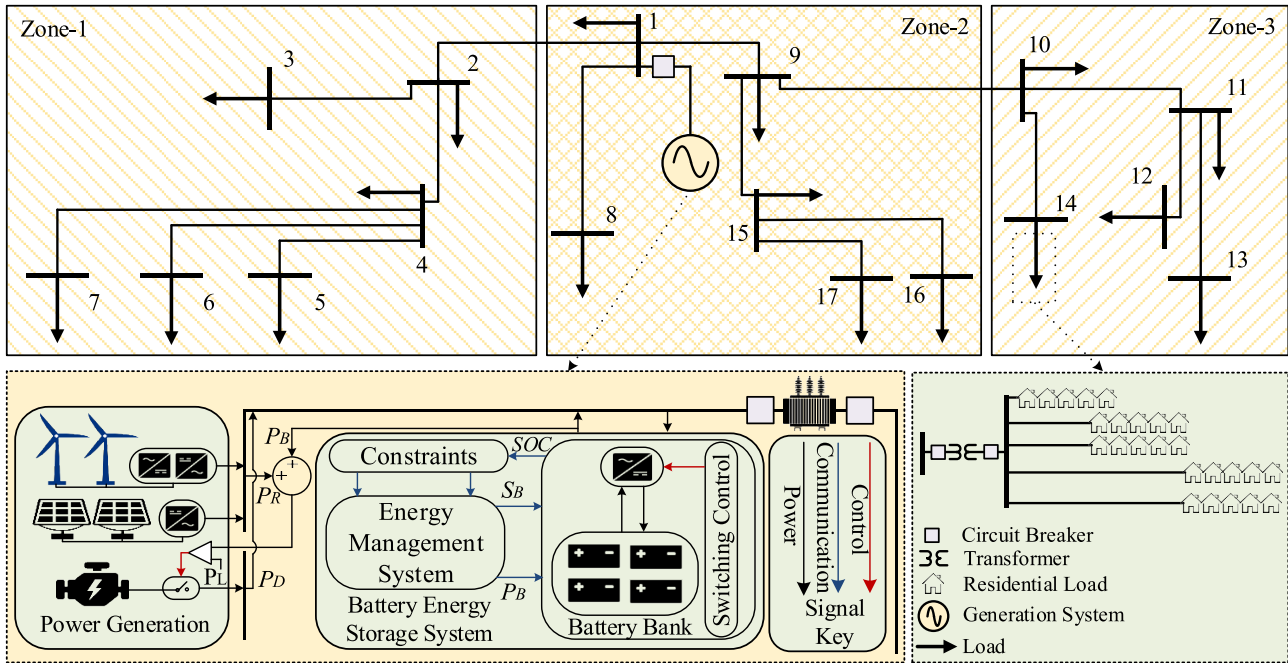 Zone-1
3
2
4
7
6
5
1
Zone-2
9
8
15
17
16
10
Zone-3
11
12
14
13
P_B
P_R
P_L
P_D
Power Generation
Constraints
SOC
S_B
Energy
Management
System
P_B
Battery Energy
Storage System
Battery Bank
Switching Control
Power
Communication
Control
Signal
Key
Circuit Breaker
Transformer
Residential Load
Generation System
Load